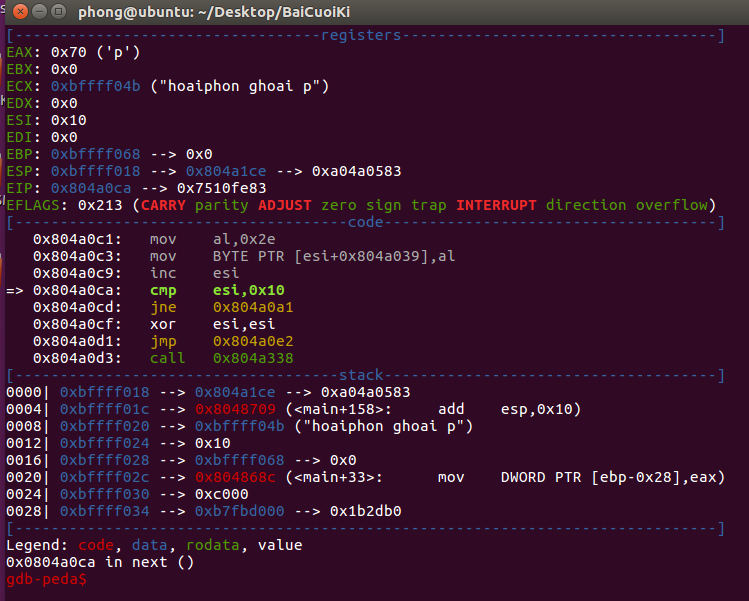 phong@ubuntu: ~/Desktop/BaiCuoiKi
[----------------------------------registers-----------------------------------]
EAX: 0x70 ('p')
EBX: 0x0
ECX: 0xbffff04b ("hoaiphon ghoai p")
EDX: 0x0
ESI: 0x10
EDI: 0x0
EBP: 0xbffff068 --> 0x0
ESP: 0xbffff018 --> 0x804a1ce --> 0xa04a0583
EIP: 0x804a0ca --> 0x7510fe83
EFLAGS: 0x213 (CARRY parity ADJUST zero sign trap INTERRUPT direction overflow)
[-------------------------------------code-------------------------------------]
   0x804a0c1:	mov    al,0x2e
   0x804a0c3:	mov    BYTE PTR [esi+0x804a039],al
   0x804a0c9:	inc    esi
=> 0x804a0ca:	cmp    esi,0x10
   0x804a0cd:	jne    0x804a0a1
   0x804a0cf:	xor    esi,esi
   0x804a0d1:	jmp    0x804a0e2
   0x804a0d3:	call   0x804a338
[------------------------------------stack-------------------------------------]
0000| 0xbffff018 --> 0x804a1ce --> 0xa04a0583
0004| 0xbffff01c --> 0x8048709 (<main+158>:	add    esp,0x10)
0008| 0xbffff020 --> 0xbffff04b ("hoaiphon ghoai p")
0012| 0xbffff024 --> 0x10
0016| 0xbffff028 --> 0xbffff068 --> 0x0
0020| 0xbffff02c --> 0x804868c (<main+33>:	mov    DWORD PTR [ebp-0x28],eax)
0024| 0xbffff030 --> 0xc000
0028| 0xbffff034 --> 0xb7fbd000 --> 0x1b2db0
[------------------------------------------------------------------------------]
Legend: code, data, rodata, value
0x0804a0ca in next ()
gdb-peda$